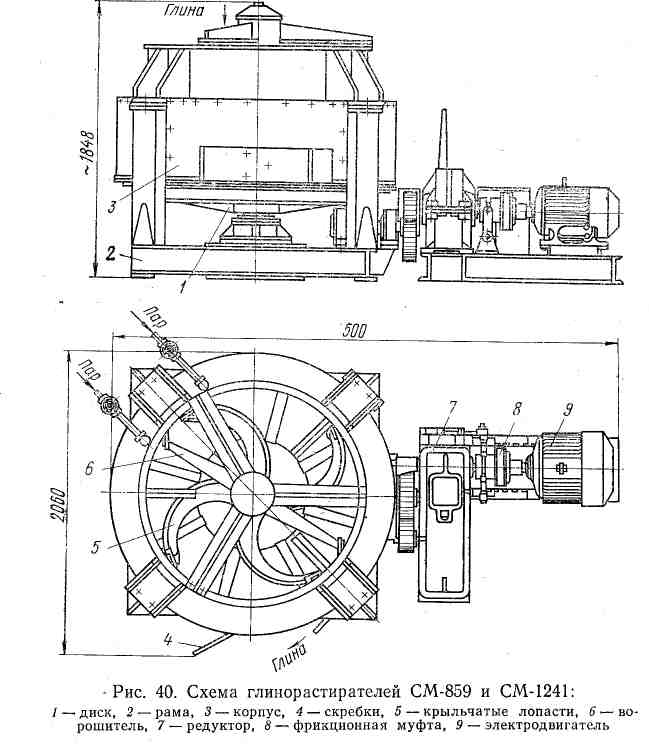 Глина
~1848
3
2
1
Пар
500
Пар
7
8
9
6
2060
5
4
Глина
Рис. 40. Схема глинорастирателей СМ-859 и СМ-1241:
1 — диск, 2 — рама, 3 — корпус, 4 — скребки, 5 — крыльчатые лопасти, 6 — во-
рошитель, 7 — редуктор, 8 — фрикционная муфта, 9 — электродвигатель